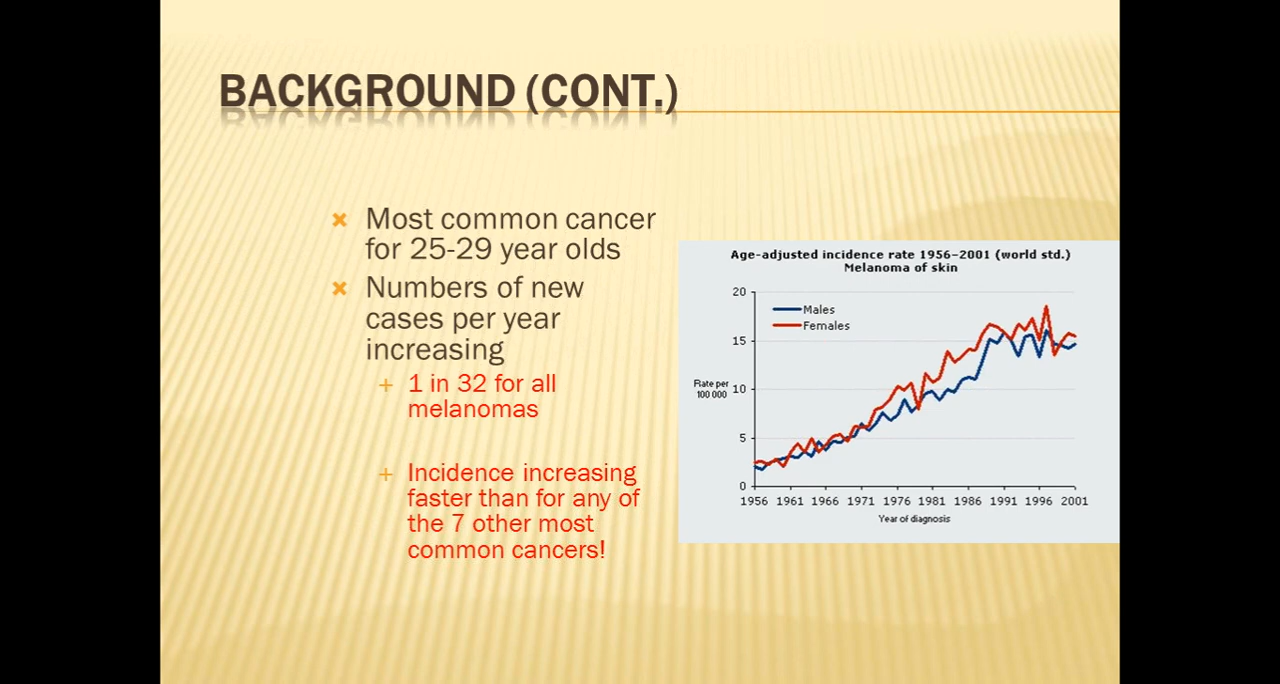 BACKGROUND (CONT.)
Most common cancer
for 25-29 year olds
Numbers of new
cases per year
increasing
1 in 32 for all
melanomas
Incidence increasing
faster than for any of
the 7 other most
common cancers!
Age-adjusted incidence rate 1956–2001 (world std.)
Melanoma of skin
Males
Females
20
15
Rate per
100 000
10
5
0
1956 1961 1966 1971 1976 1981 1986 1991 1996 2001
Year of diagnosis